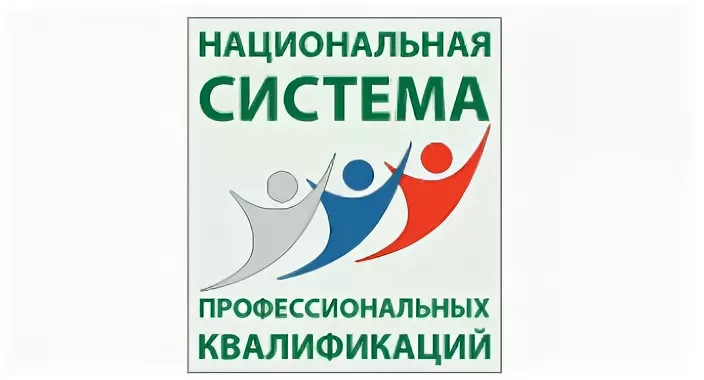 НАЦИОНАЛЬНАЯ
СИСТЕМА
ПРОФЕССИОНАЛЬНЫХ
КВАЛИФИКАЦИЙ